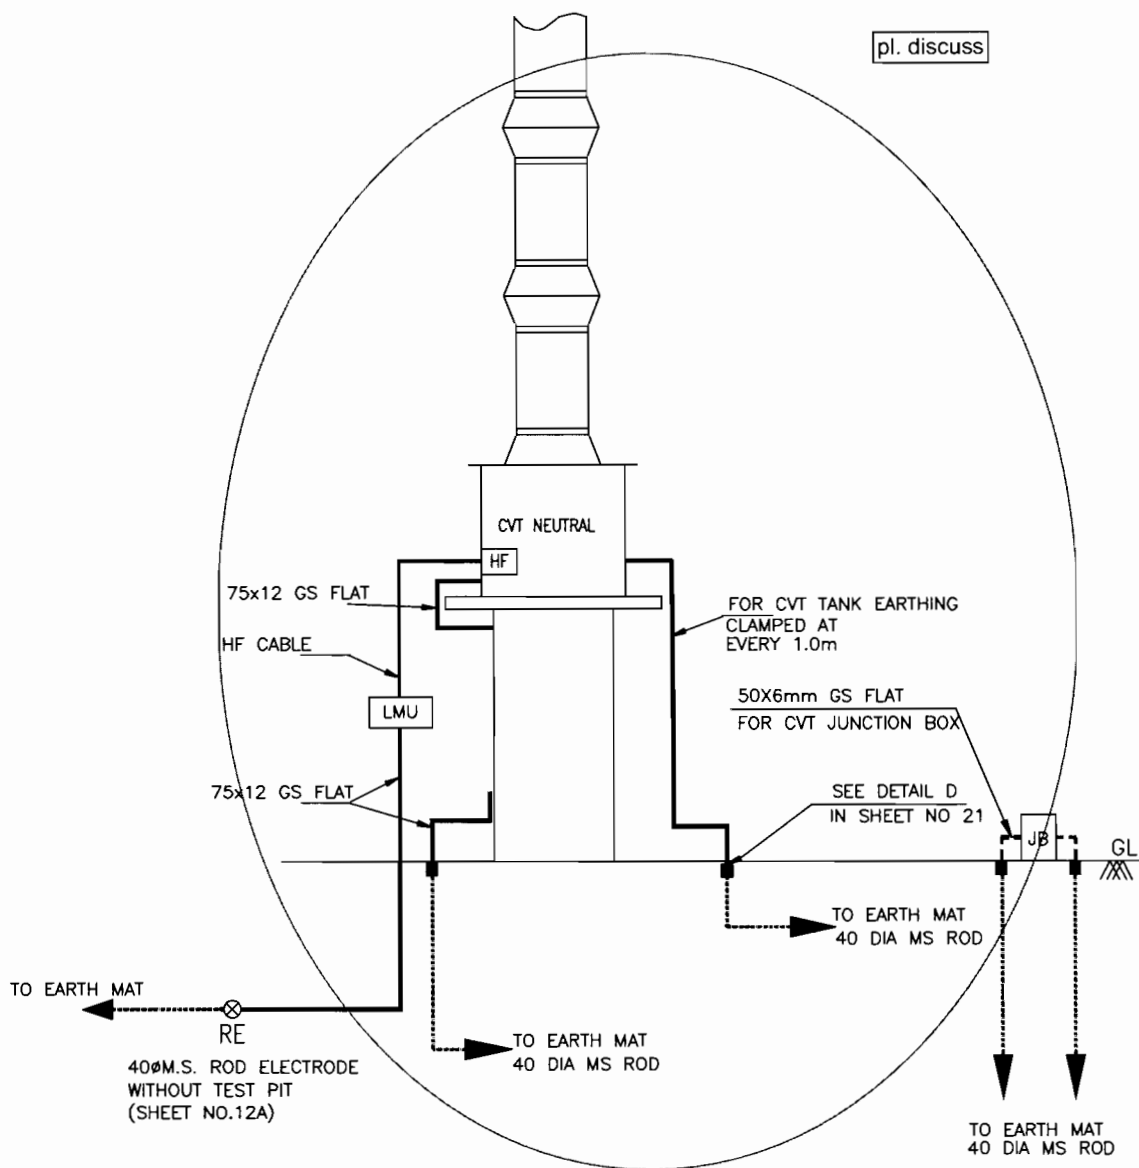 pl. discuss
CVT NEUTRAL
HF
75x12 GS FLAT
FOR CVT TANK EARTHING
CLAMPED AT
EVERY 1.0m
HF CABLE
50X6mm GS FLAT
FOR CVT JUNCTION BOX
LMU
75x12 GS FLAT
SEE DETAIL D
IN SHEET NO 21
JB
GL
TO EARTH MAT
40 DIA MS ROD
TO EARTH MAT
RE
TO EARTH MAT
40 DIA MS ROD
40øM.S. ROD ELECTRODE
WITHOUT TEST PIT
(SHEET NO.12A)
TO EARTH MAT
40 DIA MS ROD